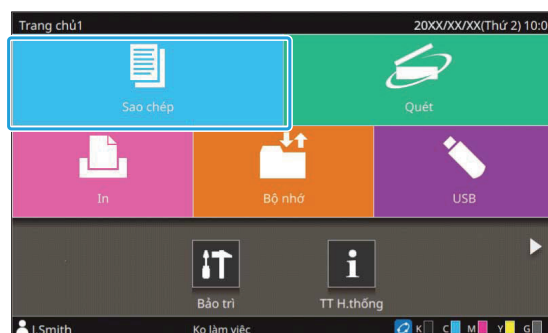 Trang chủ1 20XX/XX/XX(Thứ 2) 10:0
Sao chép Quét
In Bộ nhớ USB
Bảo trì TT H.thống
J.Smith Ko làm việc K C M Y G